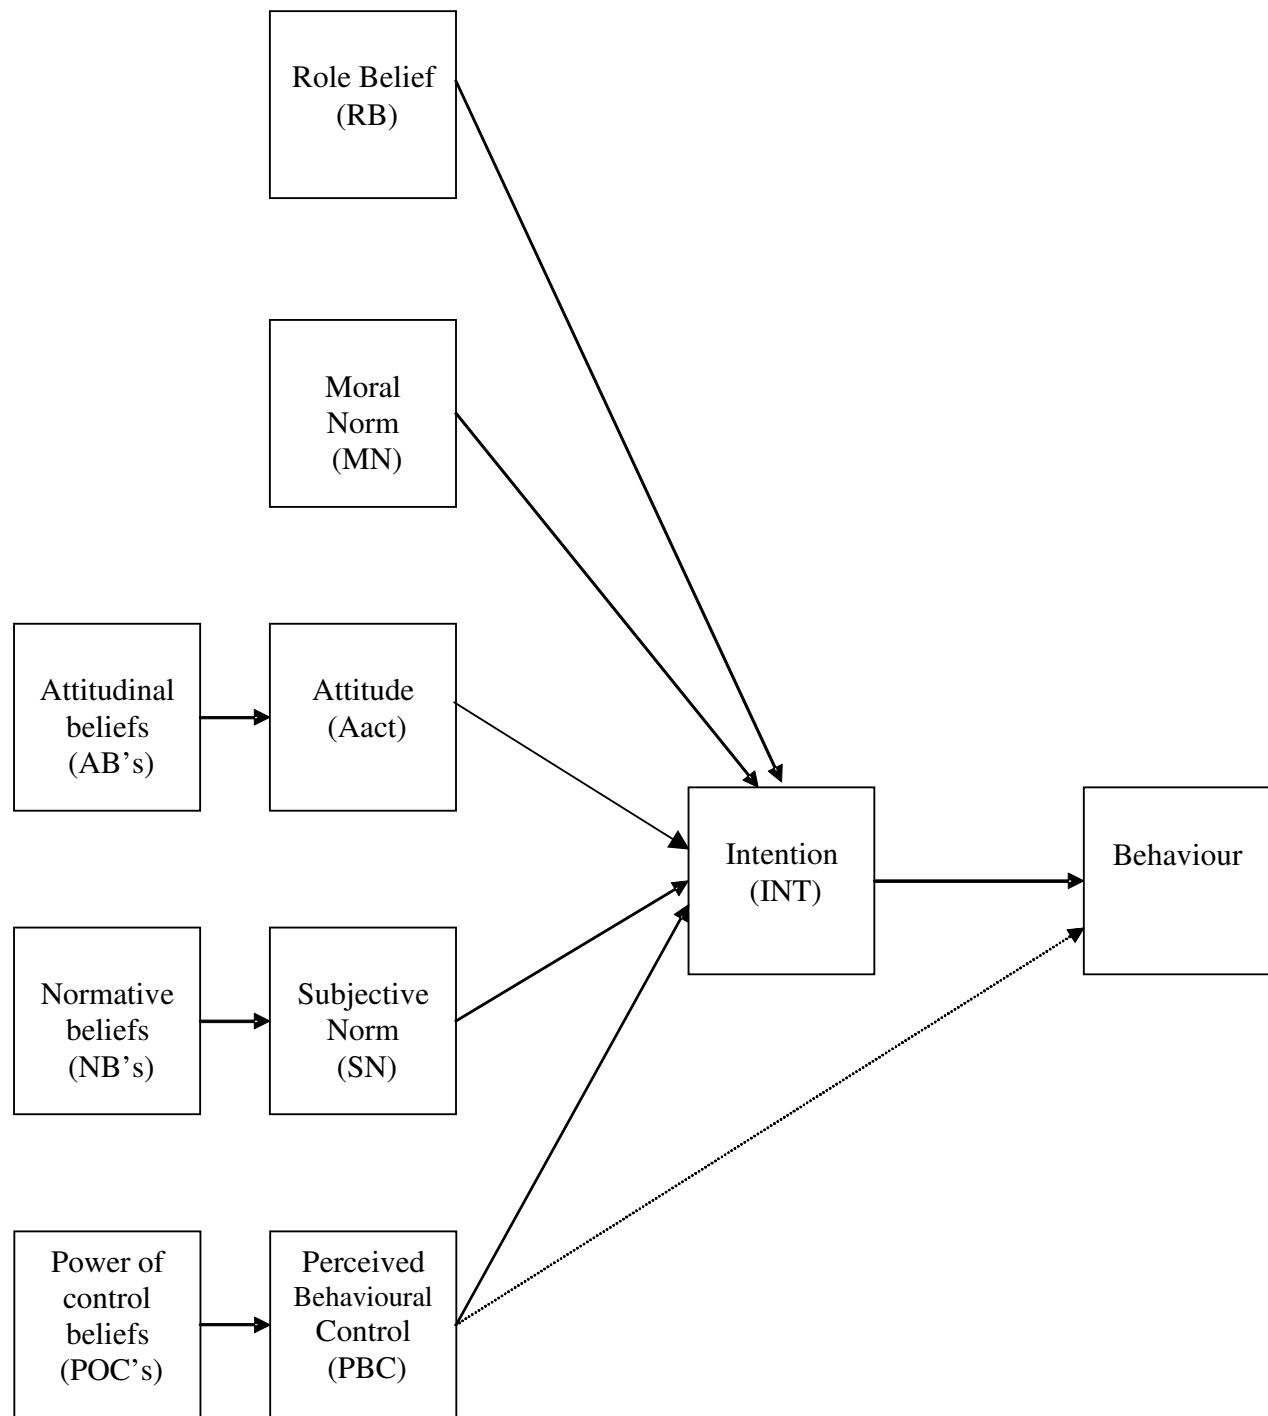 Role Belief
(RB)
Moral
Norm
(MN)
Attitudinal
beliefs
(AB’s)
Attitude
(Aact)
Intention
(INT)
Behaviour
Normative
beliefs
(NB’s)
Subjective
Norm
(SN)
Power of
control
beliefs
(POC’s)
Perceived
Behavioural
Control
(PBC)